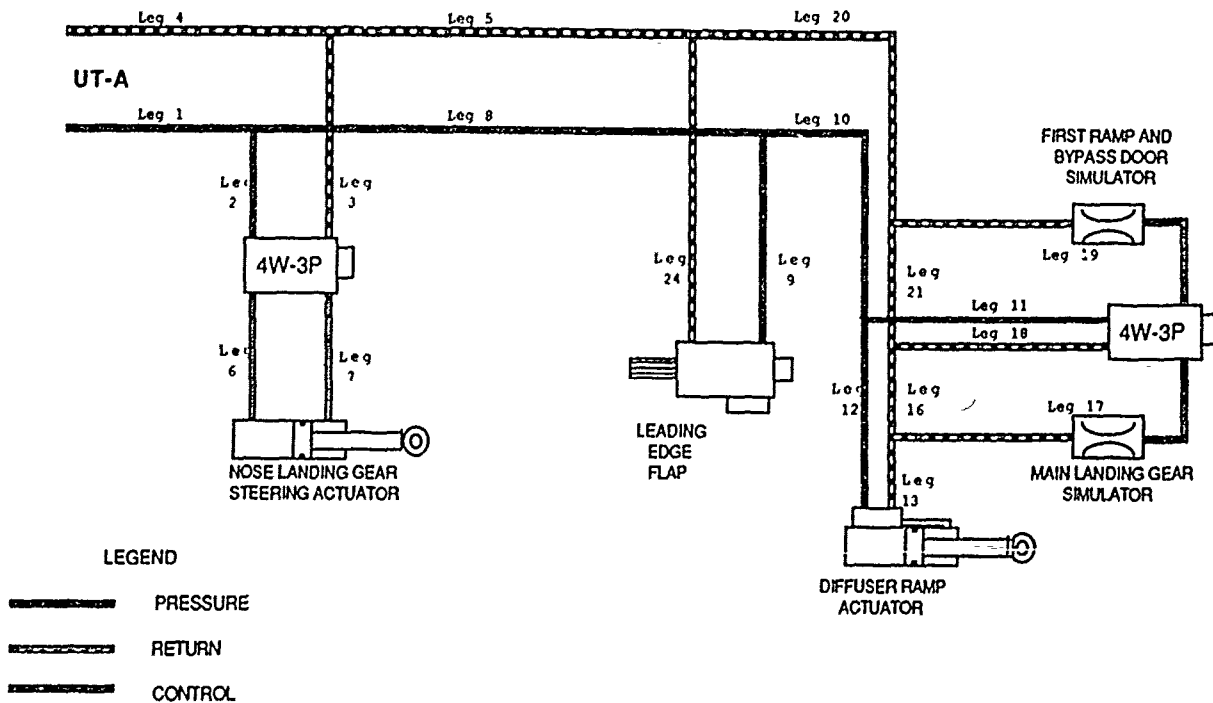 Leg 4
Leg 5
Leg 20
UT-A
Leg 1
Leg 8
Leg 10
Leg
2
Leg
3
4W-3P
Leg
6
Leg
7
NOSE LANDING GEAR
STEERING ACTUATOR
Leg
24
Leg
9
LEADING
EDGE
FLAP
FIRST RAMP AND
BYPASS DOOR
SIMULATOR
Leg 19
Leg
21
Leg 11
Leg 18
4W-3P
Leg
12
Leg
16
Leg 17
MAIN LANDING GEAR
SIMULATOR
Leg
13
DIFFUSER RAMP
ACTUATOR
LEGEND
PRESSURE
RETURN
CONTROL